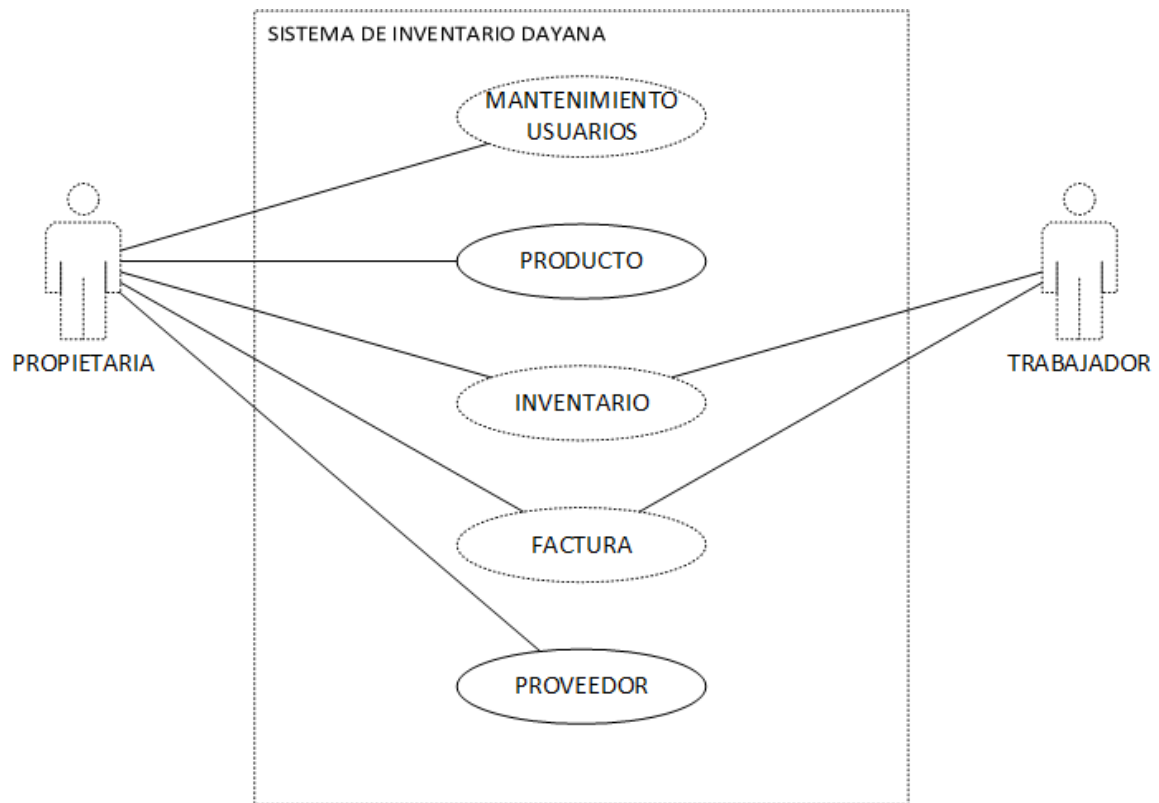 SISTEMA DE INVENTARIO DAYANA
MANTENIMIENTO
USUARIOS
PRODUCTO
PROPIETARIA
TRABAJADOR
INVENTARIO
FACTURA
PROVEEDOR